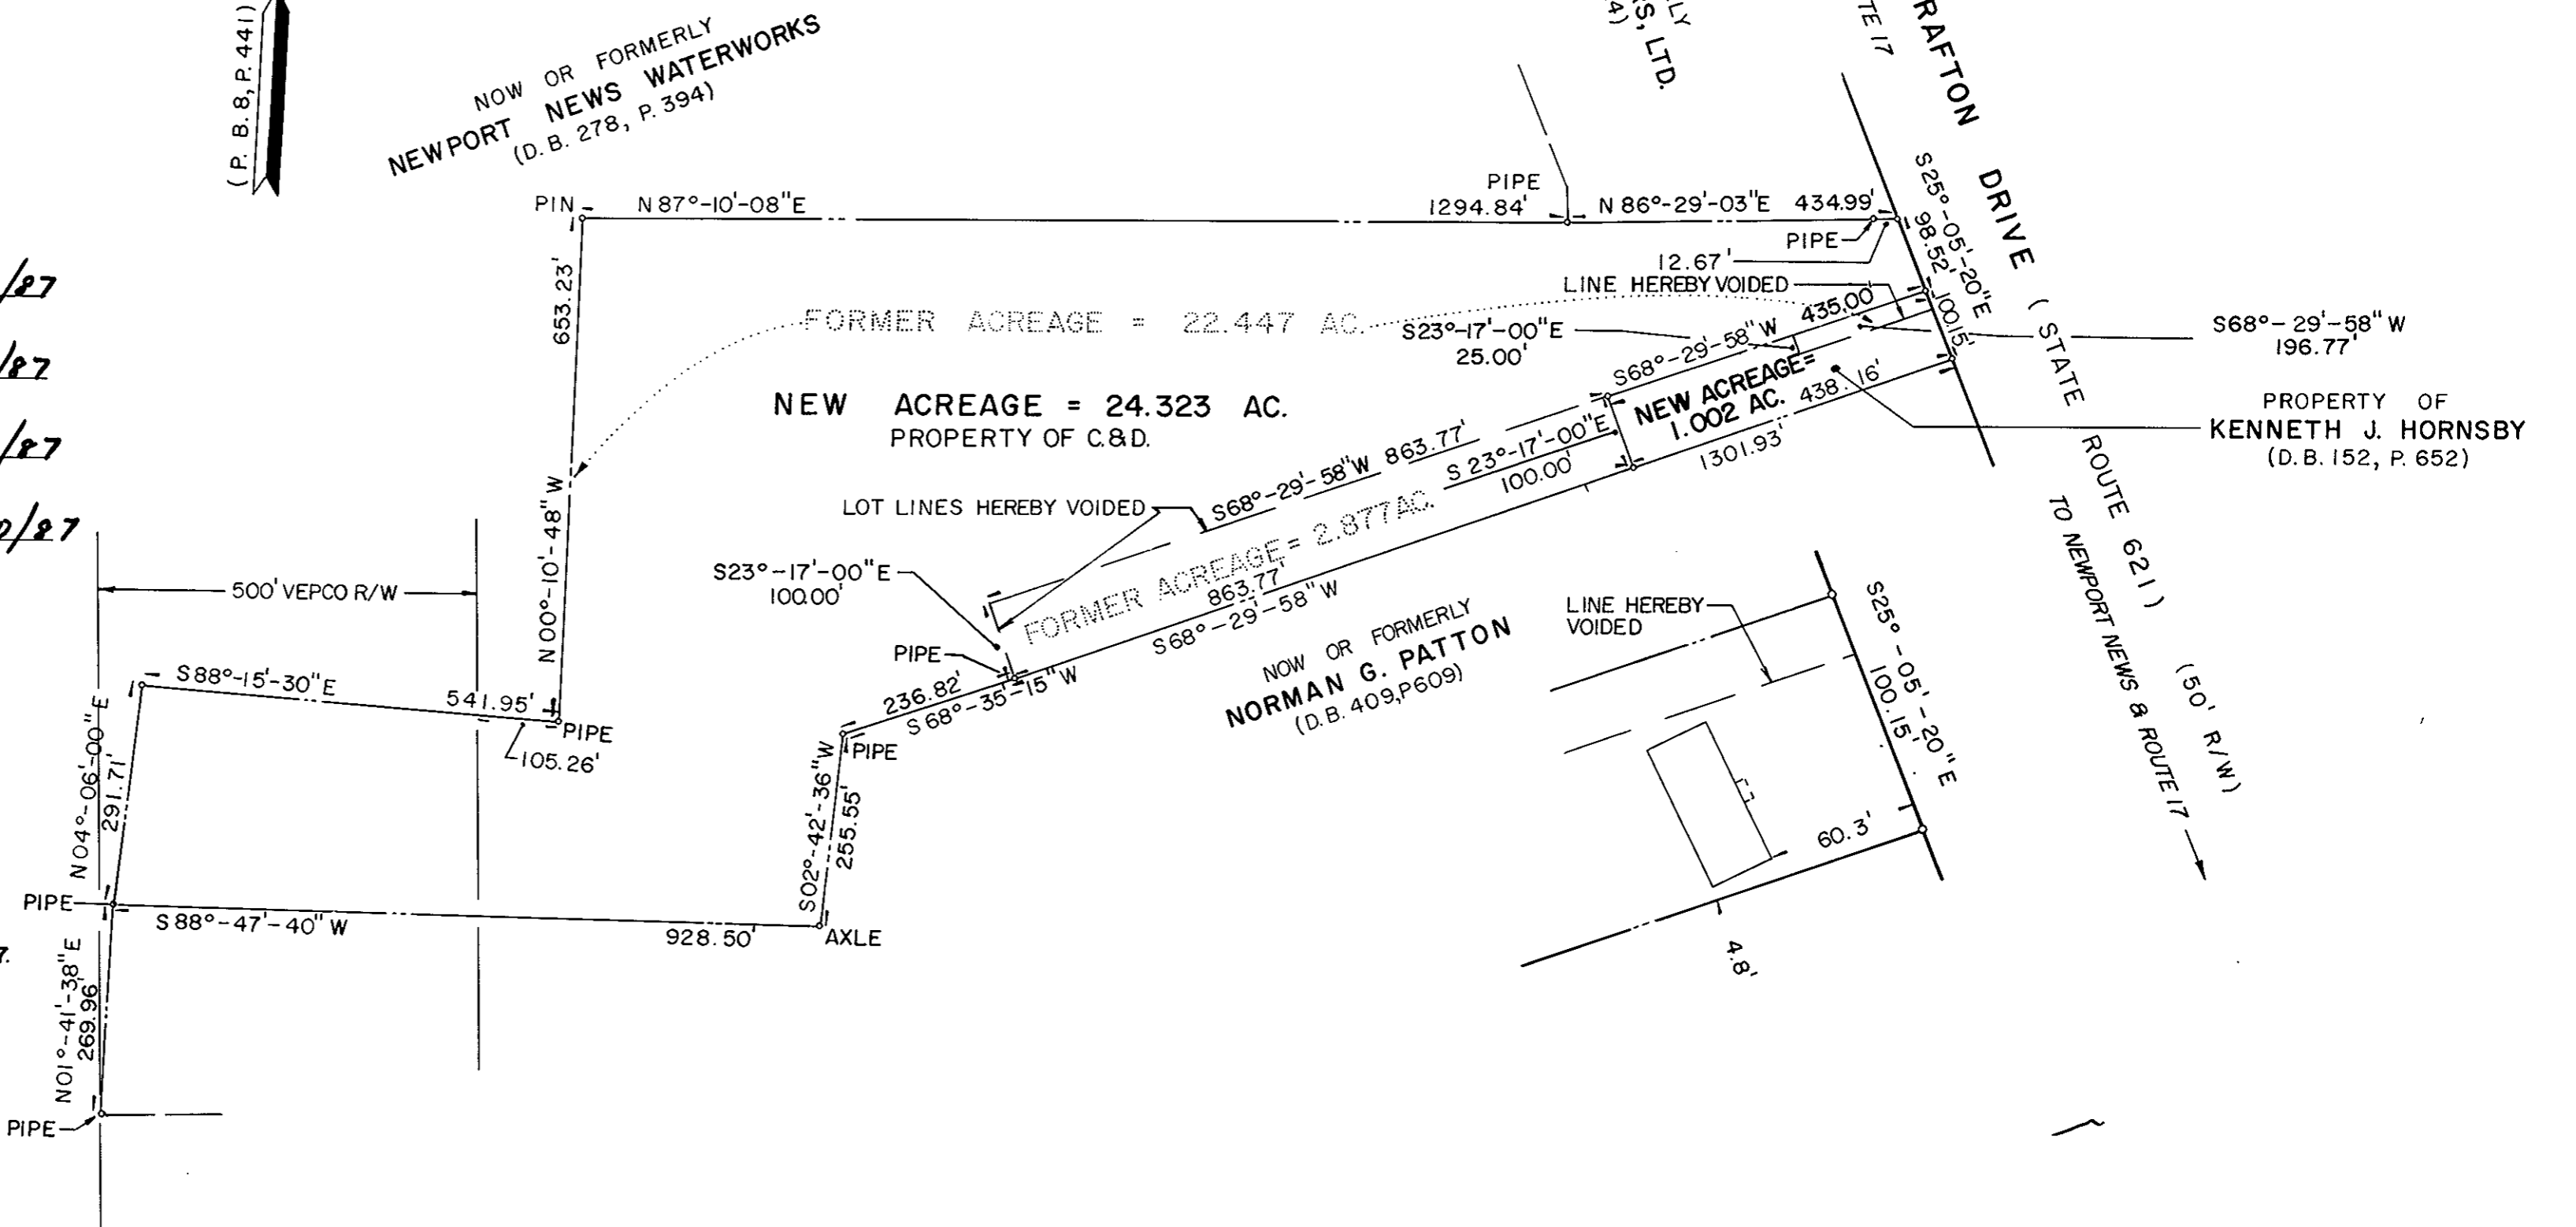 (P. B. 8, P. 441)
NOW OR FORMERLY
NEWPORT NEWS WATERWORKS
(D. B. 278, P. 394)
LTD.
DRIVE (STATE ROUTE 621) (50' R/W)
TO NEWPORT NEWS & ROUTE 17
PIN
N 87°-10'-08"E
PIPE
1294.84'
N 86°-29'-03"E 434.99'
PIPE
12.67'
S25°-05'-20"E
98.52'
100.15'
LINE HEREBY VOIDED
653.23'
N00°-10'-48" W
FORMER ACREAGE = 22.447 AC.
S23°-17'-00"E
25.00'
S68°-29'-58" W 435.00'
S68°-29'-58" W
196.77'
NEW ACREAGE = 24.323 AC.
PROPERTY OF C.&D.
NEW ACREAGE=
1.002 AC.
438.16'
1301.93'
PROPERTY OF
KENNETH J. HORNSBY
(D. B. 152, P. 652)
S68°-29'-58"W 863.77'
S 23°-17'-00"E
100.00'
LOT LINES HEREBY VOIDED
FORMER ACREAGE = 2.877AC.
863.77'
S68°-29'-58" W
S23°-17'-00"E
100.00'
500' VEPCO R/W
PIPE
236.82'
S 68°-35'-15" W
PIPE
NOW OR FORMERLY
NORMAN G. PATTON
(D.B. 409,P609)
LINE HEREBY
VOIDED
S25°-05'-20"E
100.15'
60.3'
4.8'
S88°-15'-30"E
541.95'
PIPE
105.26'
N04°-06'-00" E
291.71'
S02°-42'-36"W
255.55'
PIPE
S88°-47'-40" W
928.50'
AXLE
N01°-41'-38"E
269.96'
PIPE
/87
/87
/87
/87